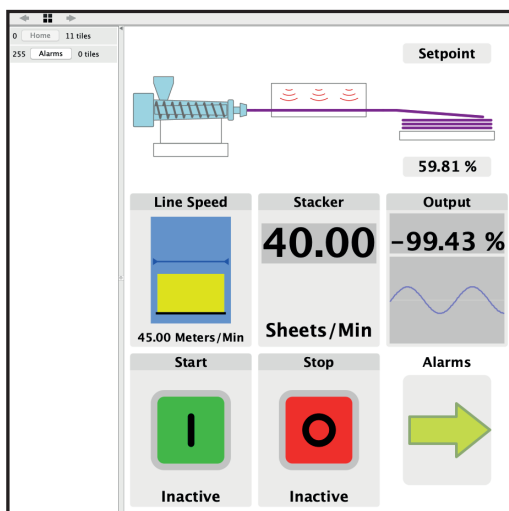 0 Home 11 tiles
255 Alarms 0 tiles
Setpoint
59.81 %
Line Speed
45.00 Meters/Min
Stacker
40.00
Sheets/Min
Output
-99.43 %
Start
Inactive
Stop
Inactive
Alarms